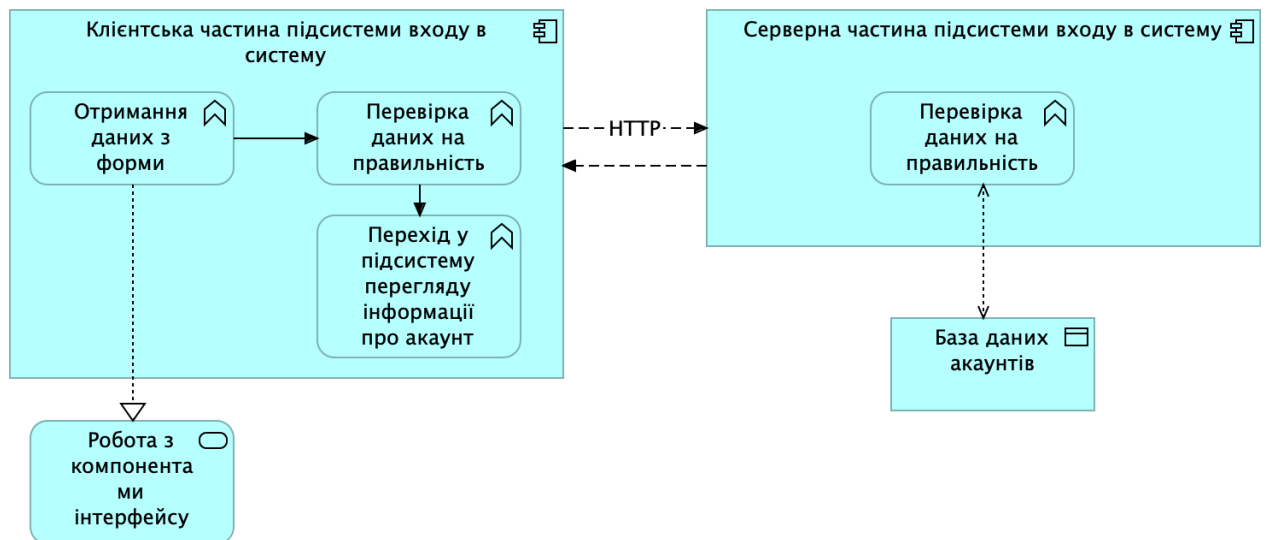 Клієнтська частина підсистеми входу в
систему
Отримання
даних з
форми
Перевірка
даних на
правильність
Перехід у
підсистему
перегляду
інформації
про акаунт
HTTP
Серверна частина підсистеми входу в систему
Перевірка
даних на
правильність
База даних
акаунтів
Робота з
компонента
ми
інтерфейсу